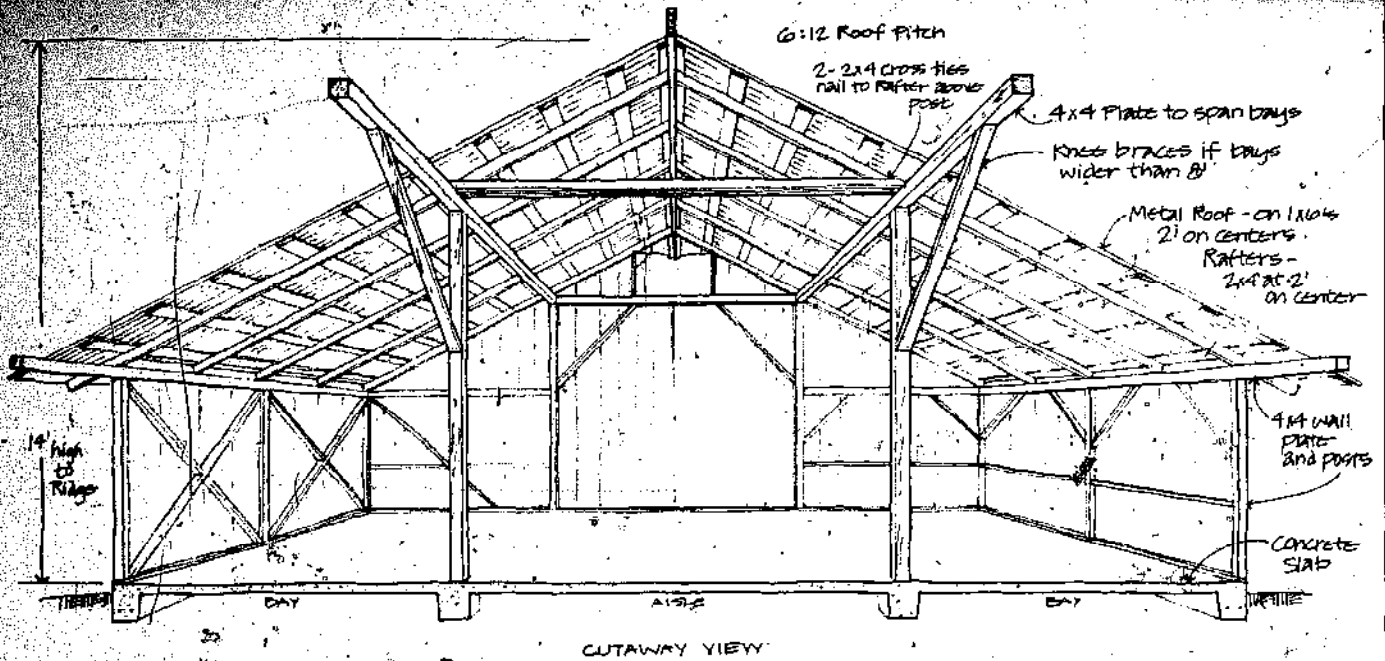 6:12 Roof Pitch
2-2x4 cross ties
nail to Rafter above
post
4x4 Plate to span bays
Knee braces if bays
wider than 8'
Metal Roof - on 1x6's
2' on centers.
Rafters-
2x4 at 2'
on center
14' high
to
Ridge
4x4 wall
plate
and posts
Concrete
Slab
BAY
AISLE
BAY
CUTAWAY VIEW